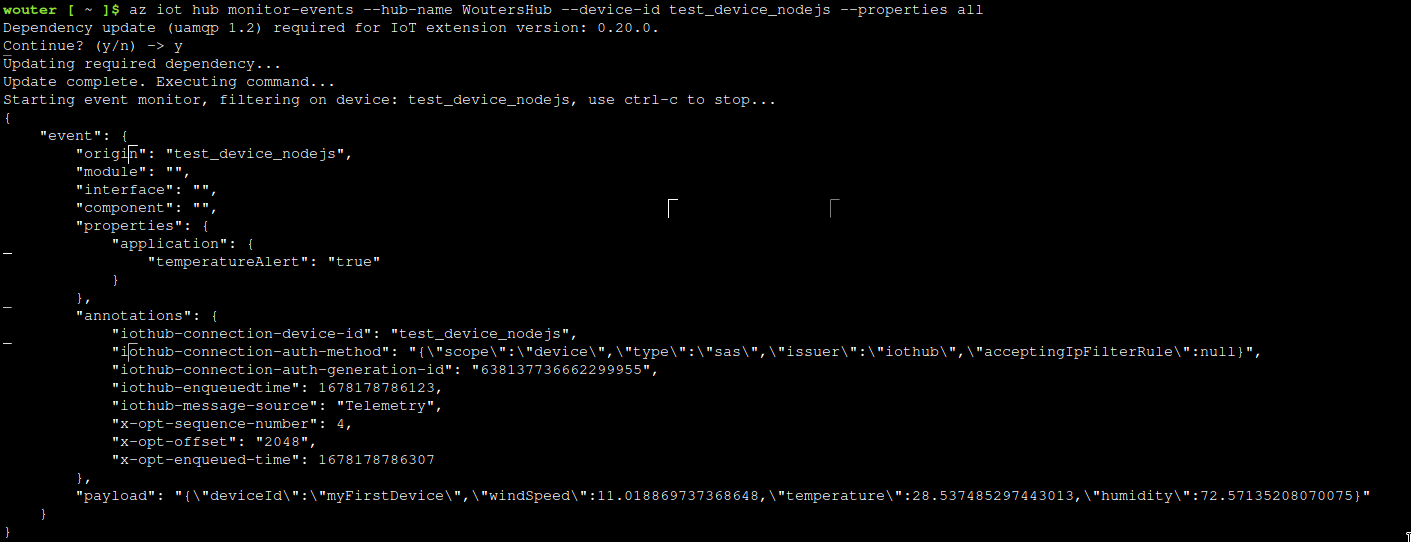 wouter [ ~ ]$ az iot hub monitor-events --hub-name WoutersHub --device-id test_device_nodejs --properties all
Dependency update (uamqp 1.2) required for IoT extension version: 0.20.0.
Continue? (y/n) -> y
Updating required dependency...
Update complete. Executing command...
Starting event monitor, filtering on device: test_device_nodejs, use ctrl-c to stop...
{
    "event": {
        "origin": "test_device_nodejs",
        "module": "",
        "interface": "",
        "component": "",
        "properties": {
            "application": {
                "temperatureAlert": "true"
            }
        },
        "annotations": {
            "iothub-connection-device-id": "test_device_nodejs",
            "iothub-connection-auth-method": "{\"scope\":\"device\",\"type\":\"sas\",\"issuer\":\"iothub\",\"acceptingIpFilterRule\":null}",
            "iothub-connection-auth-generation-id": "638137736662299955",
            "iothub-enqueuedtime": 1678178786123,
            "iothub-message-source": "Telemetry",
            "x-opt-sequence-number": 4,
            "x-opt-offset": "2048",
            "x-opt-enqueued-time": 1678178786307
        },
        "payload": "{\"deviceId\":\"myFirstDevice\",\"windSpeed\":11.018869737368648,\"temperature\":28.537485297443013,\"humidity\":72.57135208070075}"
    }
}